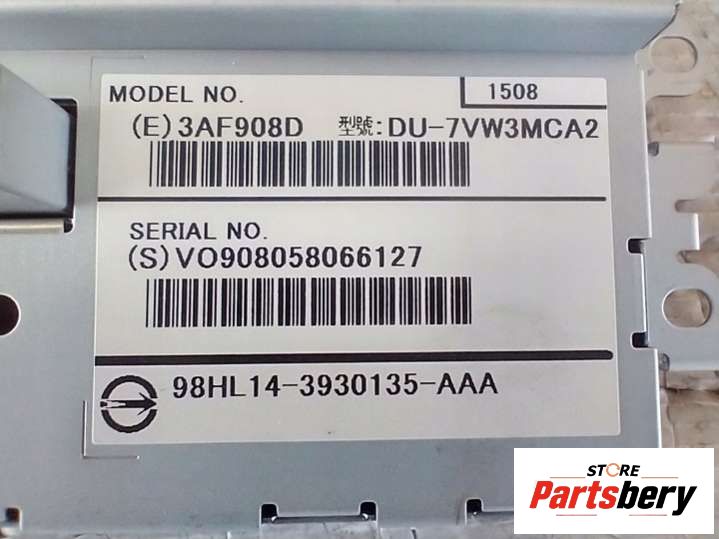 MODEL NO. 1508
(E) 3AF908D 型號: DU-7VW3MCA2
SERIAL NO.
(S) VO908058066127
98HL14-3930135-AAA
STORE
Partsbery